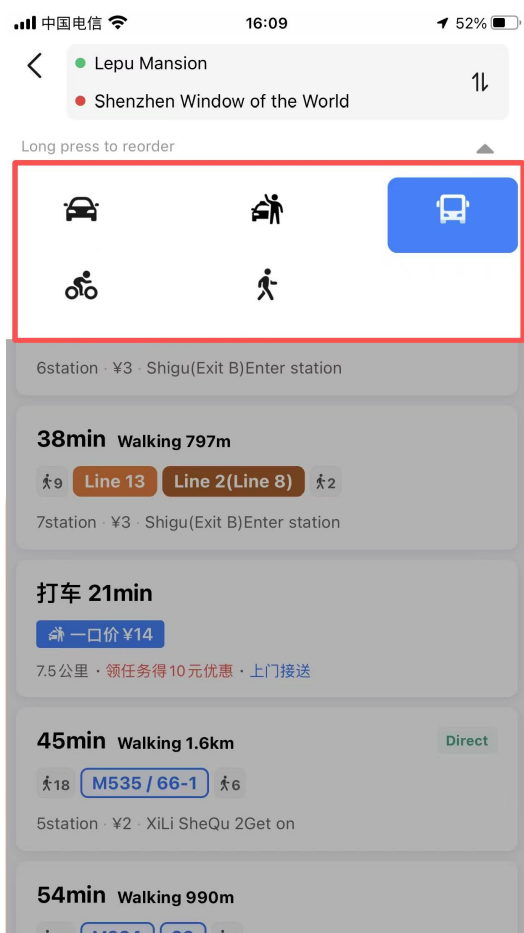 中国电信 16:09 52%
Lepu Mansion
Shenzhen Window of the World
Long press to reorder
6station · ¥3 · Shigu(Exit B)Enter station
38min Walking 797m
9 Line 13 Line 2(Line 8) 2
7station · ¥3 · Shigu(Exit B)Enter station
打车 21min
一口价 ¥14
7.5公里 · 领任务得10元优惠 · 上门接送
45min Walking 1.6km Direct
18 M535 / 66-1 6
5station · ¥2 · XiLi SheQu 2Get on
54min Walking 990m